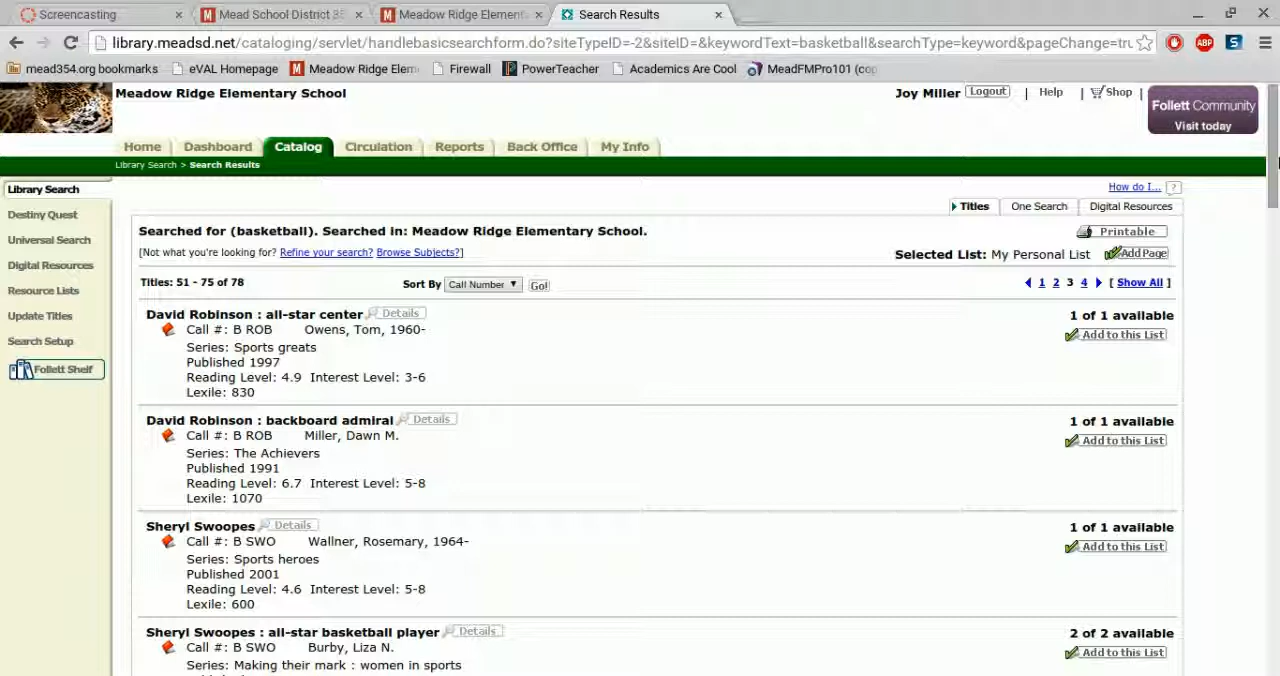 Screencasting
Mead School District 35
Meadow Ridge Element
Search Results
library.meadsd.net/cataloging/servlet/handlebasicsearchform.do?siteTypeID=-2&siteID=&keywordText=basketball&searchType=keyword&pageChange=tru
ABP
S
mead354.org bookmarks
eVAL Homepage
Meadow Ridge Elem
Firewall
PowerTeacher
Academics Are Cool
MeadFMPro101 (cop
Meadow Ridge Elementary School
Joy Miller Logout | Help | Shop |
Follett Community
Visit today
Home Dashboard Catalog Circulation Reports Back Office My Info
Library Search > Search Results
Library Search
Destiny Quest
Universal Search
Digital Resources
Resource Lists
Update Titles
Search Setup
Follett Shelf
How do I... ?
Titles One Search Digital Resources
Searched for (basketball). Searched in: Meadow Ridge Elementary School.
Printable
[Not what you're looking for? Refine your search? Browse Subjects?]
Selected List: My Personal List Add Page
Titles: 51 - 75 of 78
Sort By Call Number Go!
1 2 3 4 [ Show All ]
David Robinson : all-star center Details
1 of 1 available
Call #: B ROB Owens, Tom, 1960-
Add to this List
Series: Sports greats
Published 1997
Reading Level: 4.9 Interest Level: 3-6
Lexile: 830
David Robinson : backboard admiral Details
1 of 1 available
Call #: B ROB Miller, Dawn M.
Add to this List
Series: The Achievers
Published 1991
Reading Level: 6.7 Interest Level: 5-8
Lexile: 1070
Sheryl Swoopes Details
1 of 1 available
Call #: B SWO Wallner, Rosemary, 1964-
Add to this List
Series: Sports heroes
Published 2001
Reading Level: 4.6 Interest Level: 5-8
Lexile: 600
Sheryl Swoopes : all-star basketball player Details
2 of 2 available
Call #: B SWO Burby, Liza N.
Add to this List
Series: Making their mark : women in sports